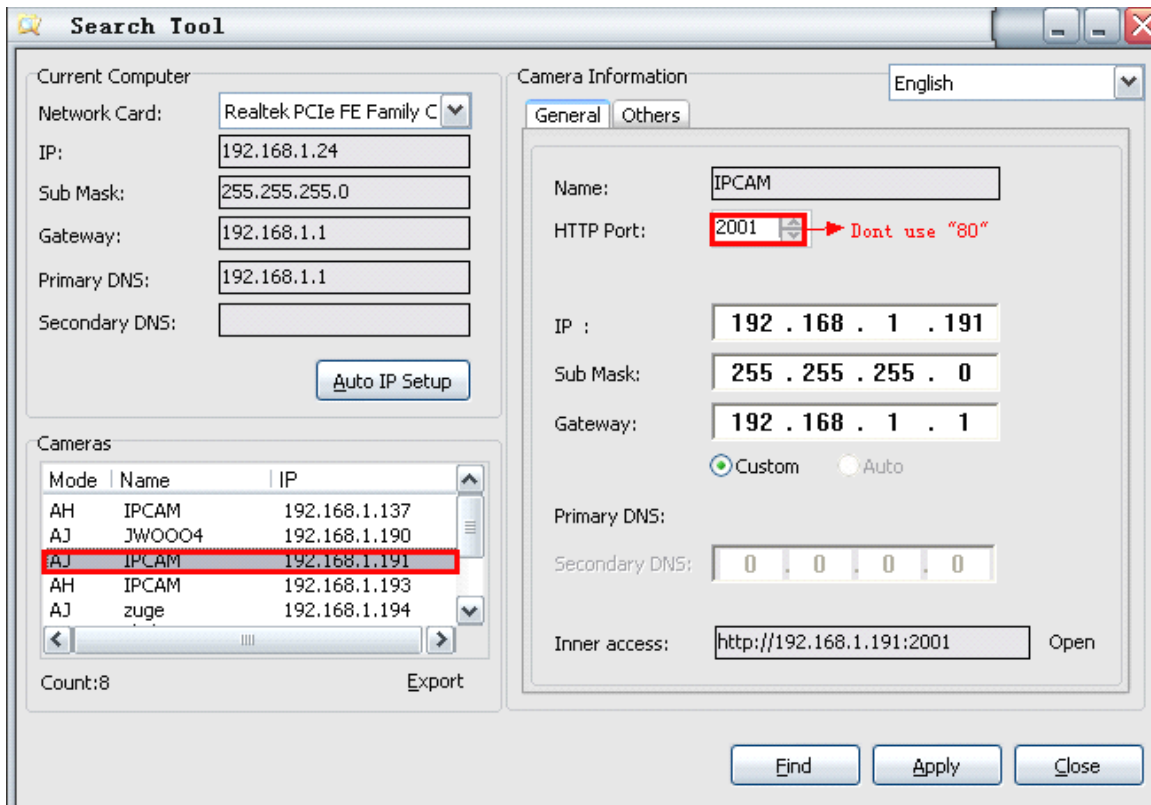 Search Tool
Current Computer
Network Card: Realtek PCIe FE Family C
IP: 192.168.1.24
Sub Mask: 255.255.255.0
Gateway: 192.168.1.1
Primary DNS: 192.168.1.1
Secondary DNS:
Auto IP Setup
Cameras
Mode Name IP
AH IPCAM 192.168.1.137
AJ JWOOO4 192.168.1.190
AJ IPCAM 192.168.1.191
AH IPCAM 192.168.1.193
AJ zuge 192.168.1.194
Count:8 Export
Camera Information English
General Others
Name: IPCAM
HTTP Port: 2001 Dont use "80"
IP : 192 . 168 . 1 . 191
Sub Mask: 255 . 255 . 255 . 0
Gateway: 192 . 168 . 1 . 1
Custom Auto
Primary DNS:
Secondary DNS: 0 . 0 . 0 . 0
Inner access: http://192.168.1.191:2001 Open
Find Apply Close